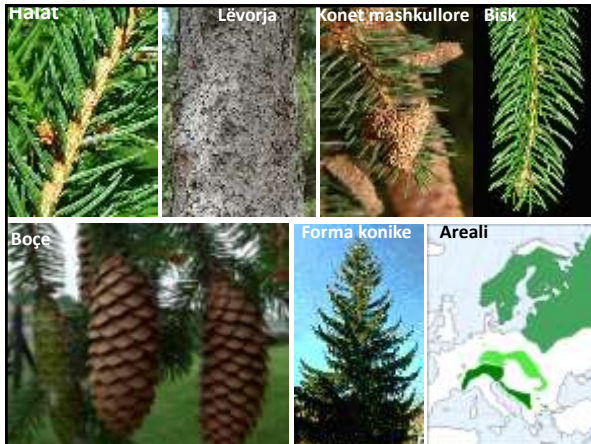 Halat
Lëvorja
Konet mashkullore
Bisk
Boçe
Forma konike
Areali